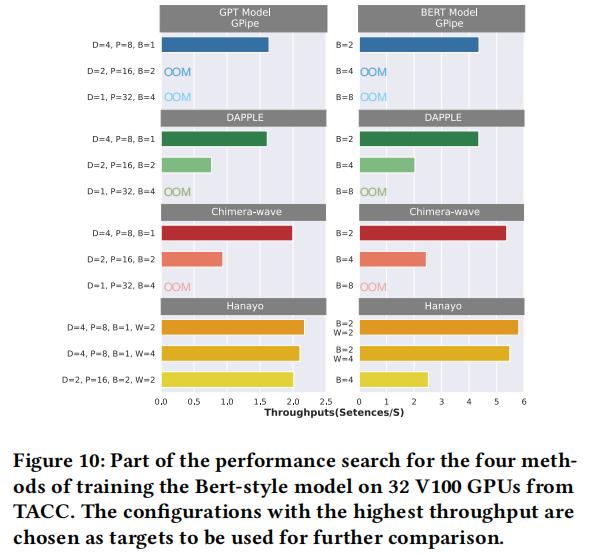 GPT Model
GPipe
BERT Model
GPipe
D=4, P=8, B=1
B=2
D=2, P=16, B=2
OOM
B=4
OOM
D=1, P=32, B=4
OOM
B=8
OOM
DAPPLE
DAPPLE
D=4, P=8, B=1
B=2
D=2, P=16, B=2
B=4
D=1, P=32, B=4
OOM
B=8
OOM
Chimera-wave
Chimera-wave
D=4, P=8, B=1
B=2
D=2, P=16, B=2
B=4
D=1, P=32, B=4
OOM
B=8
OOM
Hanayo
Hanayo
D=4, P=8, B=1, W=2
B=2
W=2
D=4, P=8, B=1, W=4
B=2
W=4
D=2, P=16, B=2, W=2
B=4
0.0 0.5 1.0 1.5 2.0 2.5
0 1 2 3 4 5 6
Throughputs(Setences/S)
Figure 10: Part of the performance search for the four meth-
ods of training the Bert-style model on 32 V100 GPUs from
TACC. The configurations with the highest throughput are
chosen as targets to be used for further comparison.